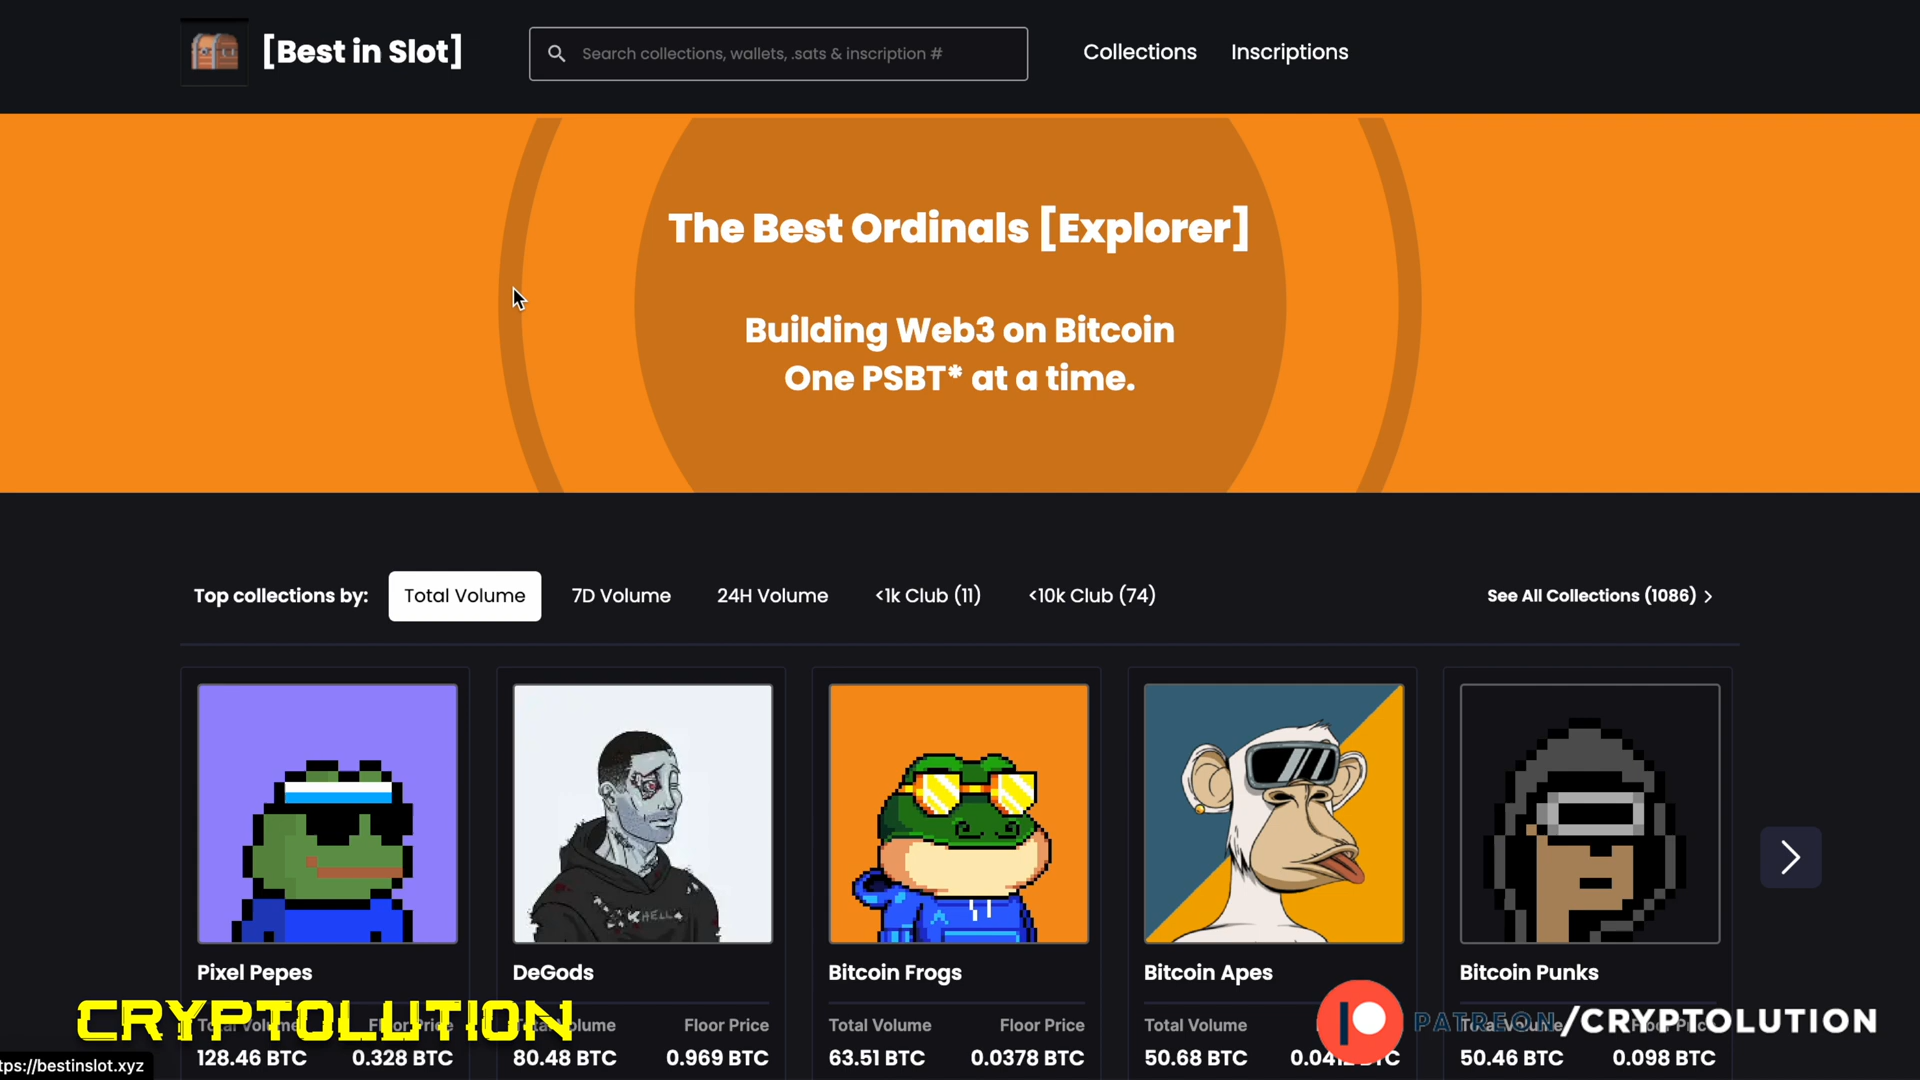 [Best in Slot]
Search collections, wallets, .sats & inscription #
Collections
Inscriptions
The Best Ordinals [Explorer]
Building Web3 on Bitcoin
One PSBT* at a time.
Top collections by:
Total Volume
7D Volume
24H Volume
<1k Club (11)
<10k Club (74)
See All Collections (1086)
Pixel Pepes
DeGods
Bitcoin Frogs
Bitcoin Apes
Bitcoin Punks
CRYPTOLUTION
PATREON/CRYPTOLUTION
Floor Price
Total Volume
Floor Price
Total Volume
128.46 BTC
0.328 BTC
80.48 BTC
0.969 BTC
63.51 BTC
0.0378 BTC
50.68 BTC
50.46 BTC
0.098 BTC
tps://bestinslot.xyz